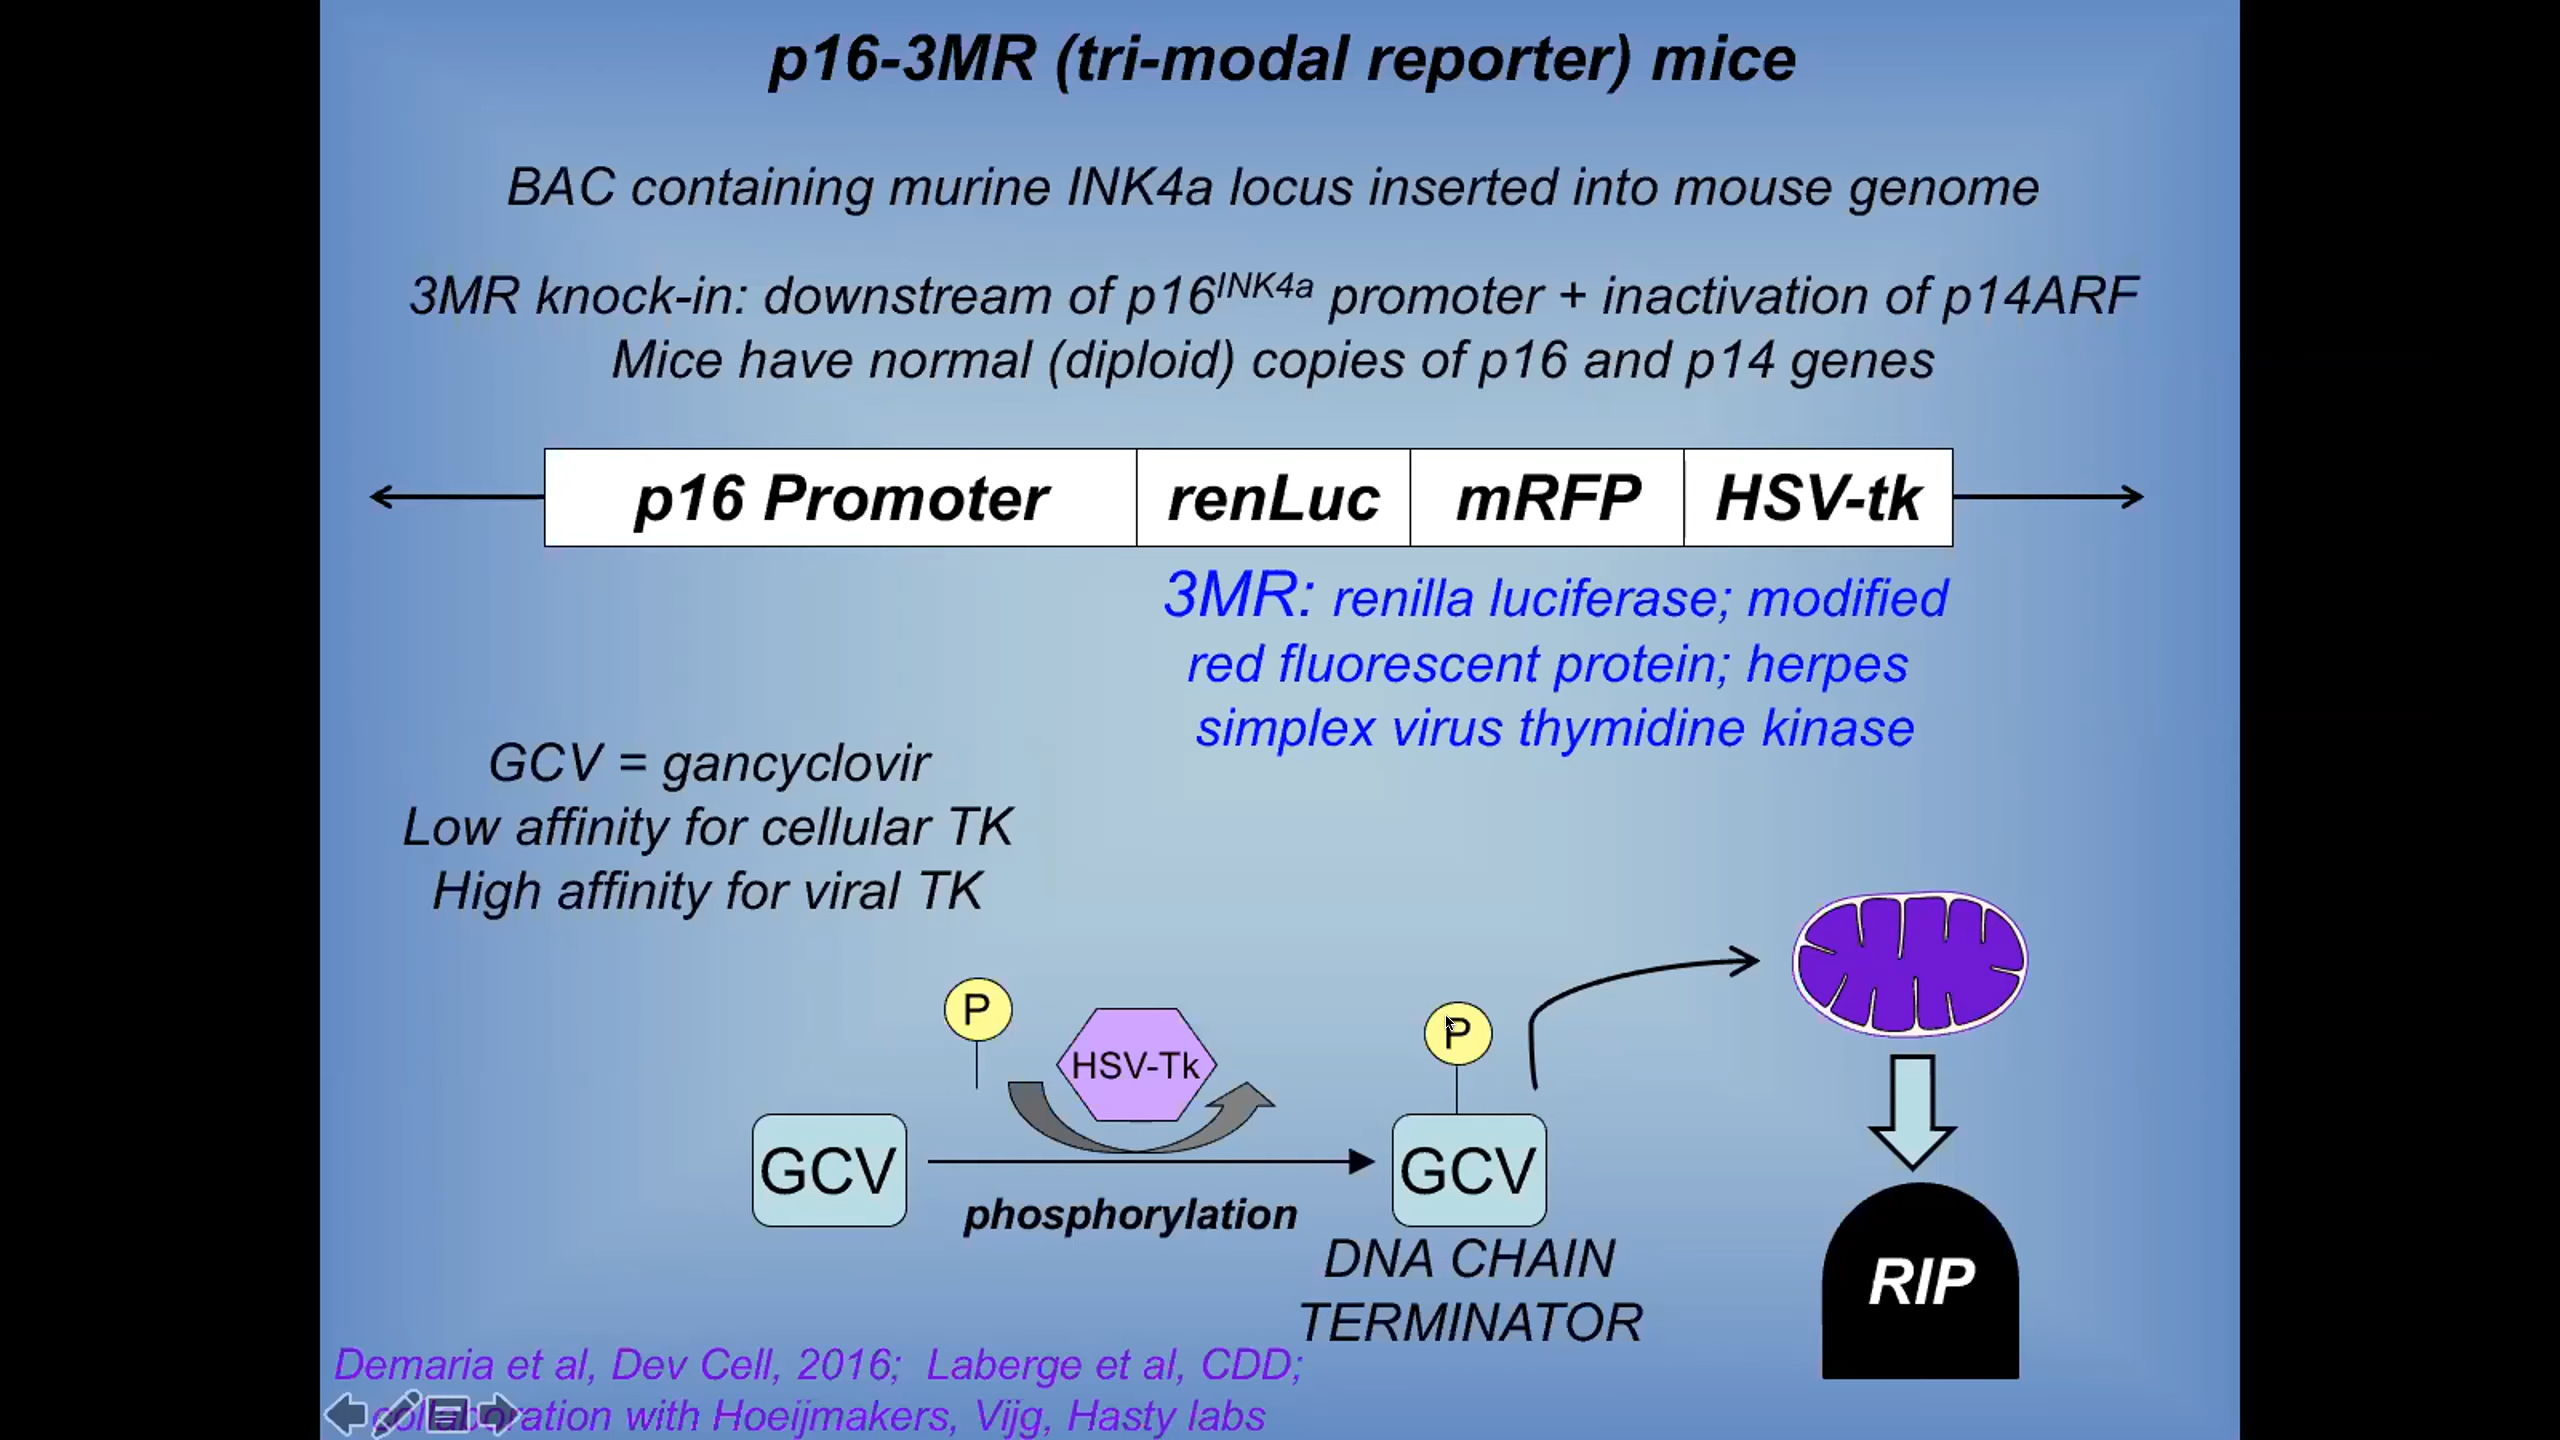 p16-3MR (tri-modal reporter) mice
BAC containing murine INK4a locus inserted into mouse genome
3MR knock-in: downstream of p16INK4a promoter + inactivation of p14ARF
Mice have normal (diploid) copies of p16 and p14 genes
p16 Promoter renLuc mRFP HSV-tk
3MR: renilla luciferase; modified
red fluorescent protein; herpes
simplex virus thymidine kinase
GCV = gancyclovir
Low affinity for cellular TK
High affinity for viral TK
P
HSV-Tk
P
GCV
GCV
phosphorylation
DNA CHAIN
TERMINATOR
RIP
Demaria et al, Dev Cell, 2016; Laberge et al, CDD;
collaboration with Hoeijmakers, Vijg, Hasty labs